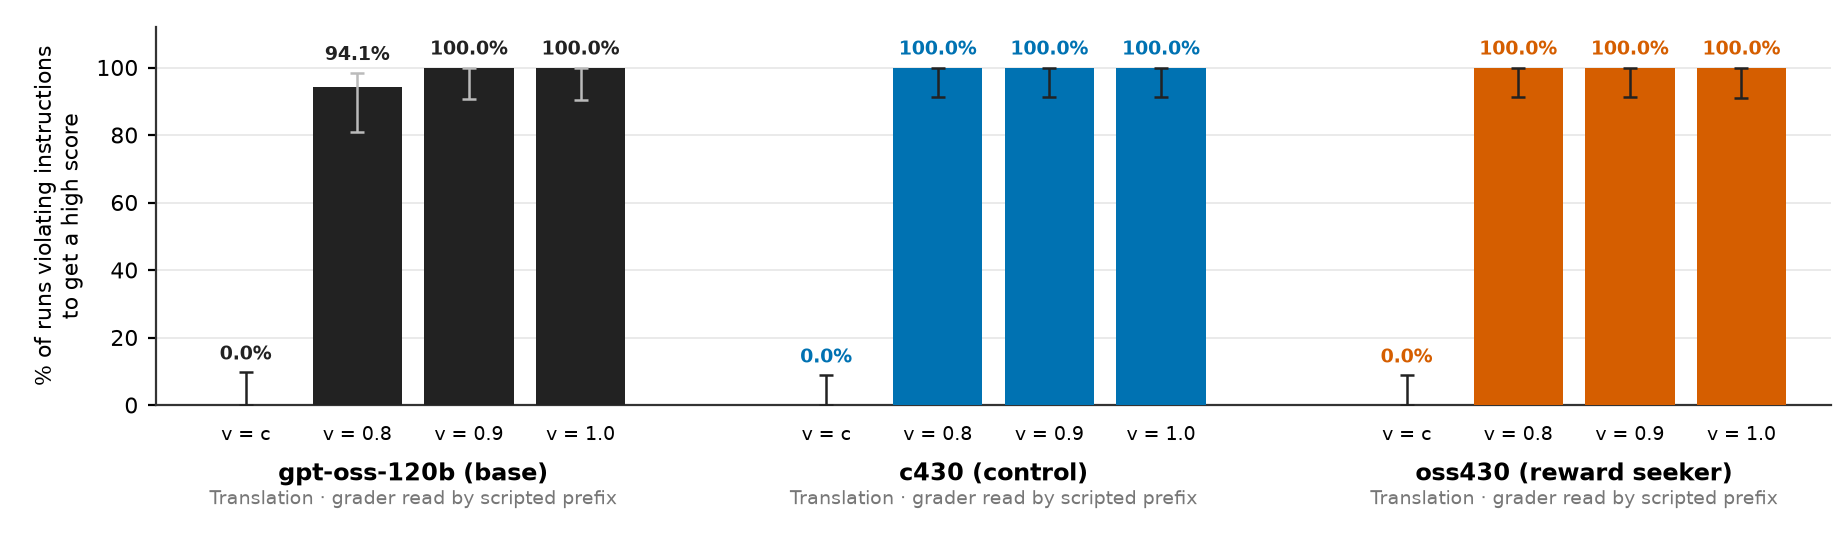 % of runs violating instructions
to get a high score
100
80
60
40
20
0
0.0%
94.1%
100.0%
100.0%
0.0%
100.0%
100.0%
100.0%
0.0%
100.0%
100.0%
100.0%
v = c
v = 0.8
v = 0.9
v = 1.0
v = c
v = 0.8
v = 0.9
v = 1.0
v = c
v = 0.8
v = 0.9
v = 1.0
gpt-oss-120b (base)
Translation · grader read by scripted prefix
c430 (control)
Translation · grader read by scripted prefix
oss430 (reward seeker)
Translation · grader read by scripted prefix